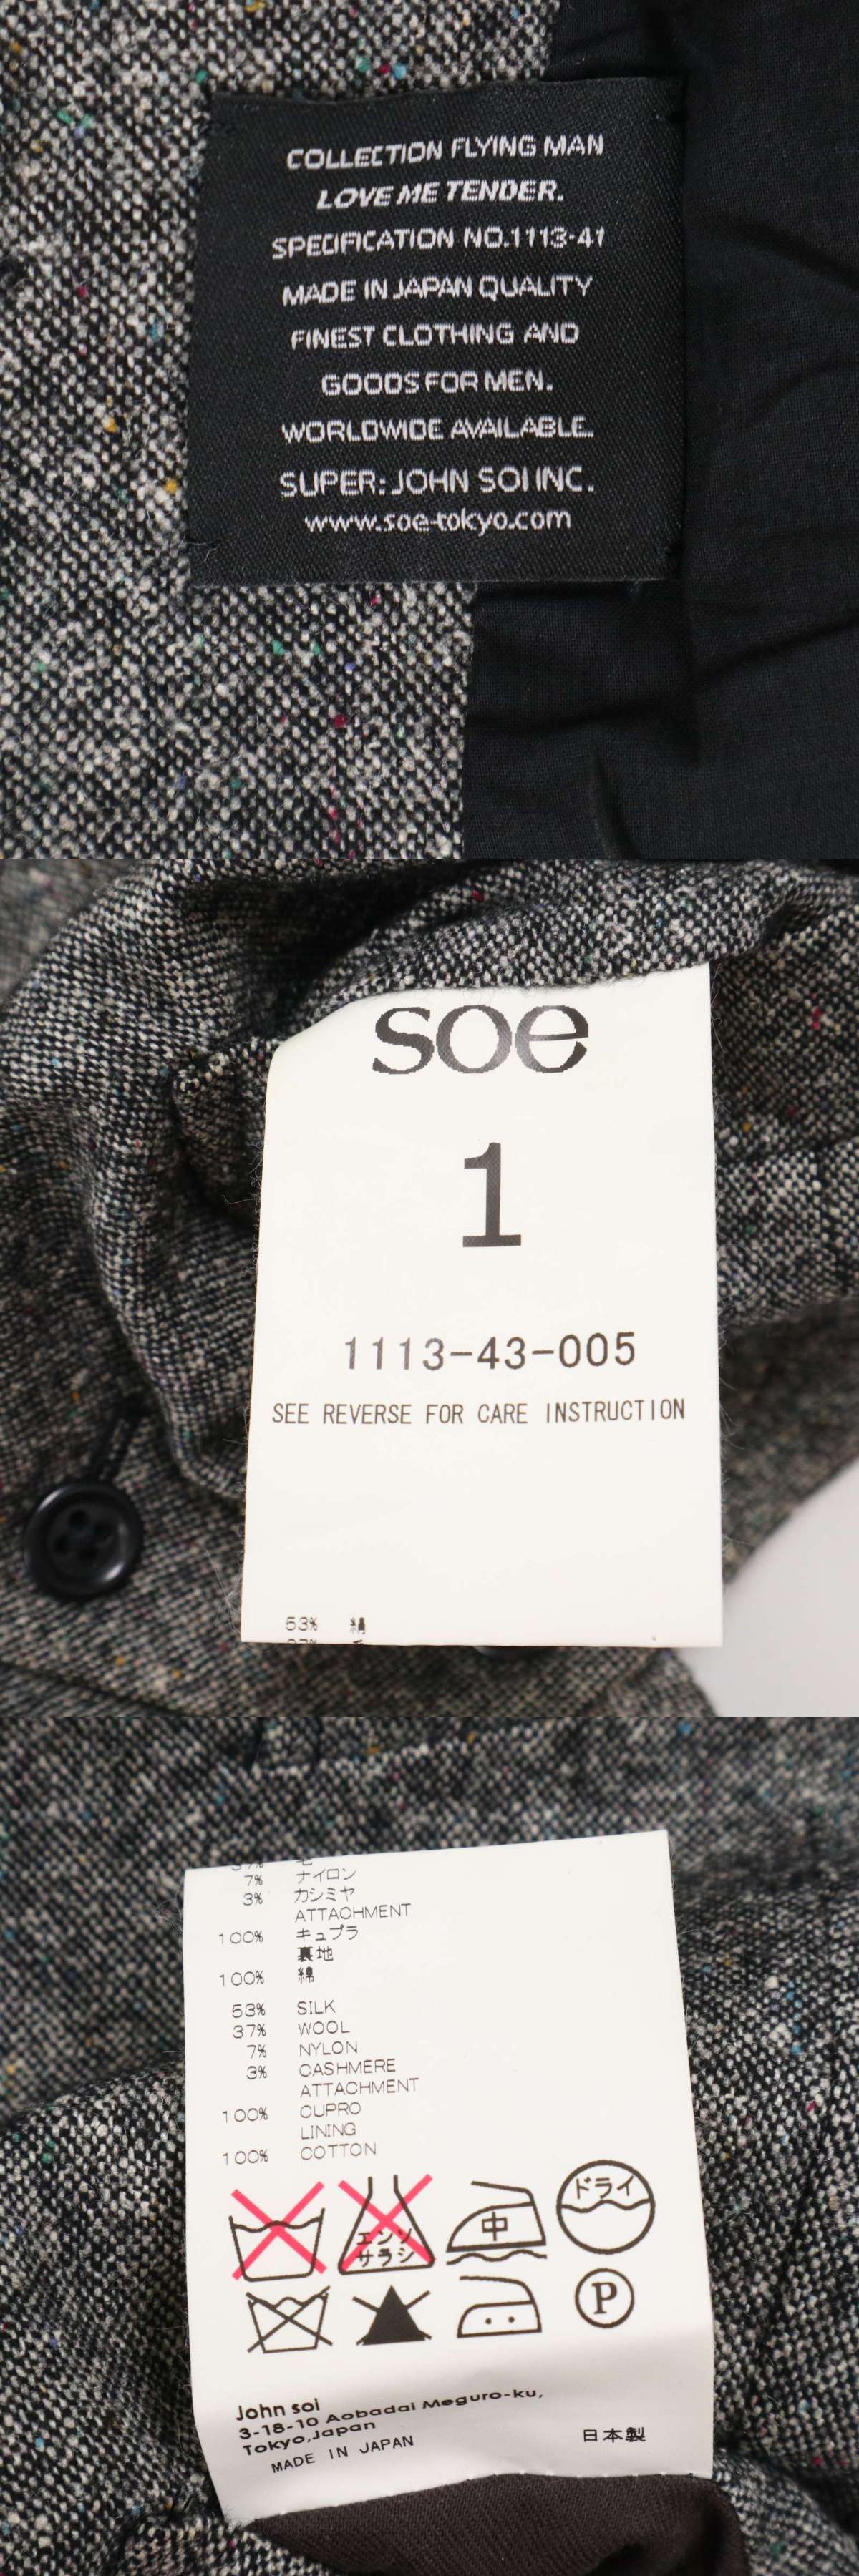 COLLECTION FLYING MAN
LOVE ME TENDER.
SPECIFICATION NO.1113-41
MADE IN JAPAN QUALITY
FINEST CLOTHING AND
GOODS FOR MEN.
WORLDWIDE AVAILABLE.
SUPER: JOHN SOI INC.
www.soe-tokyo.com
soe
1
1113-43-005
SEE REVERSE FOR CARE INSTRUCTION
53% 絹
37% 毛
7% ナイロン
3% カシミヤ
ATTACHMENT
100% キュプラ
裏地
100% 綿
53% SILK
37% WOOL
7% NYLON
3% CASHMERE
ATTACHMENT
100% CUPRO
LINING
100% COTTON
エンソ
サラシ
中
ドライ
P
John soi
3-18-10 Aobadai Meguro-ku,
Tokyo,Japan
MADE IN JAPAN
日本製